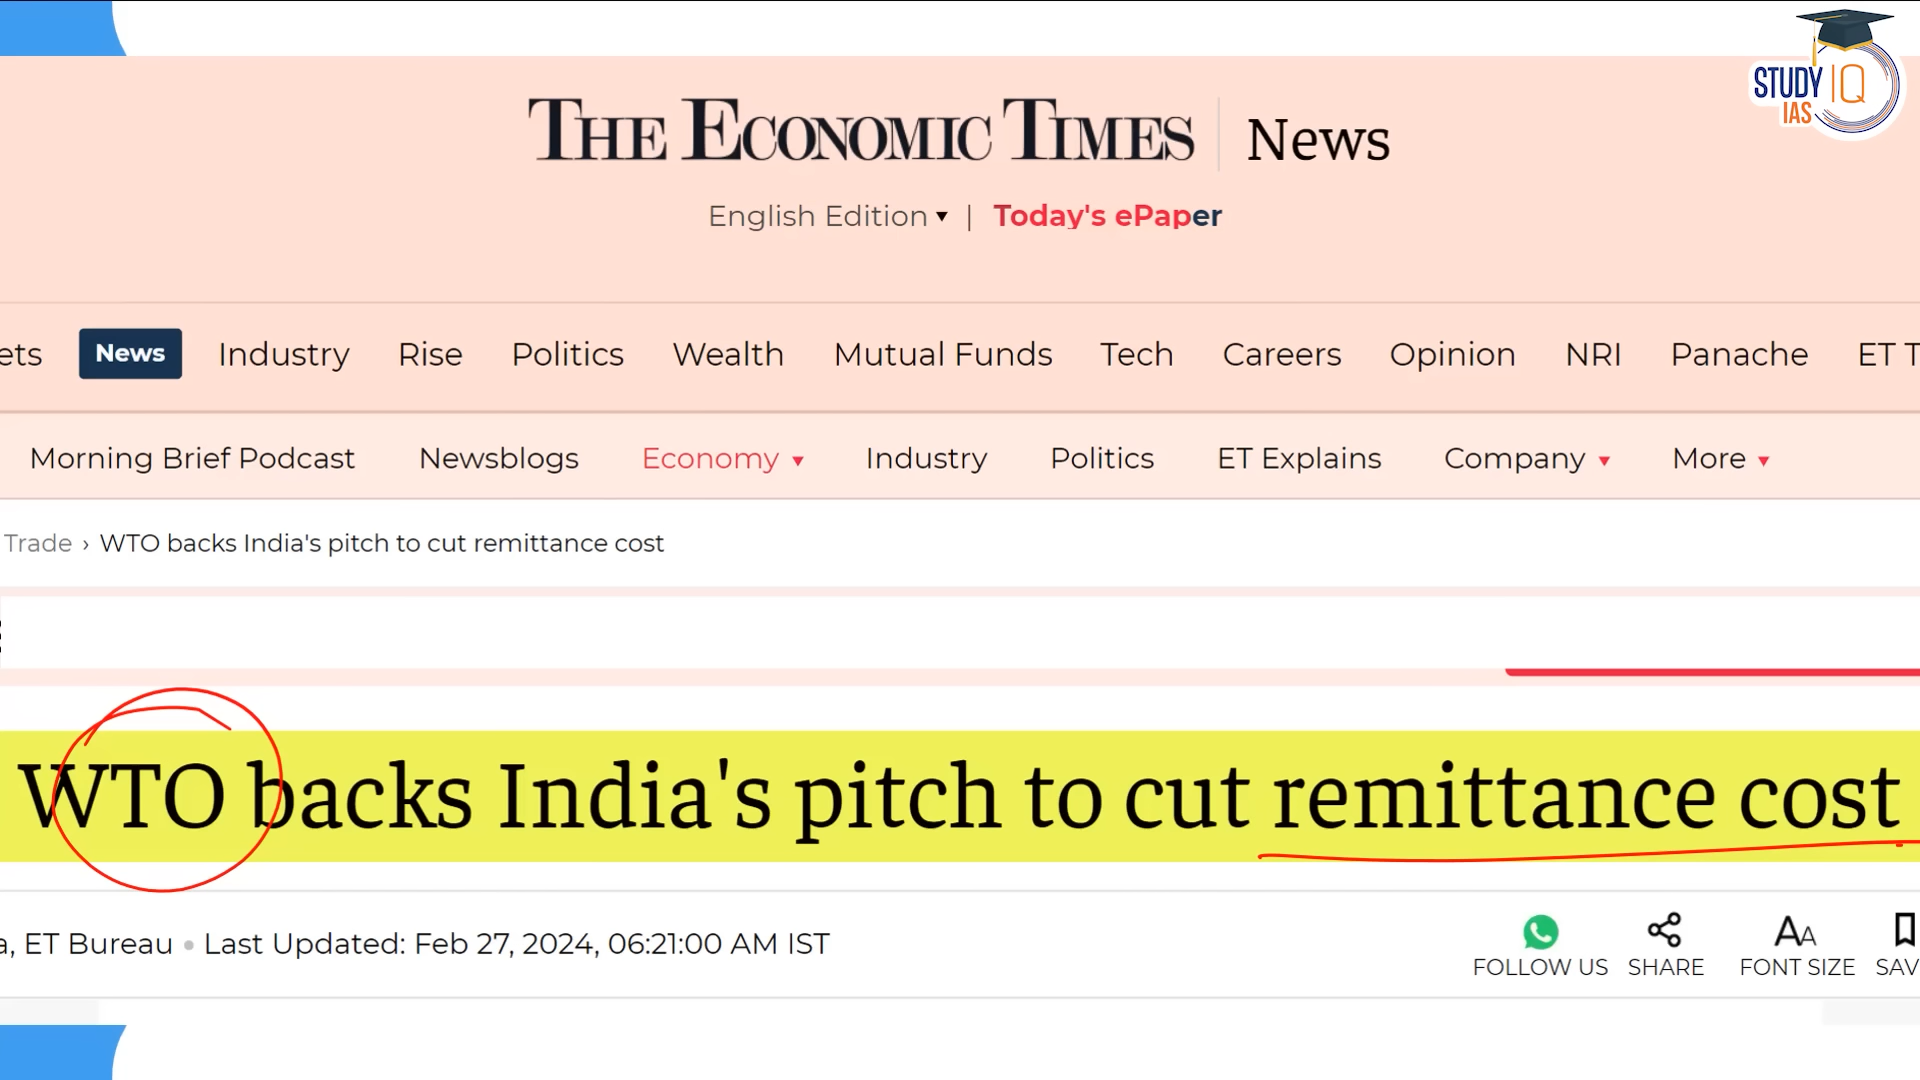 STUDY IQ
IAS
THE ECONOMIC TIMES News
English Edition ▾ | Today's ePaper
ets News Industry Rise Politics Wealth Mutual Funds Tech Careers Opinion NRI Panache ET T
Morning Brief Podcast Newsblogs Economy ▾ Industry Politics ET Explains Company ▾ More ▾
Trade › WTO backs India's pitch to cut remittance cost
WTO backs India's pitch to cut remittance cost
a, ET Bureau • Last Updated: Feb 27, 2024, 06:21:00 AM IST
FOLLOW US SHARE AA FONT SIZE SAV